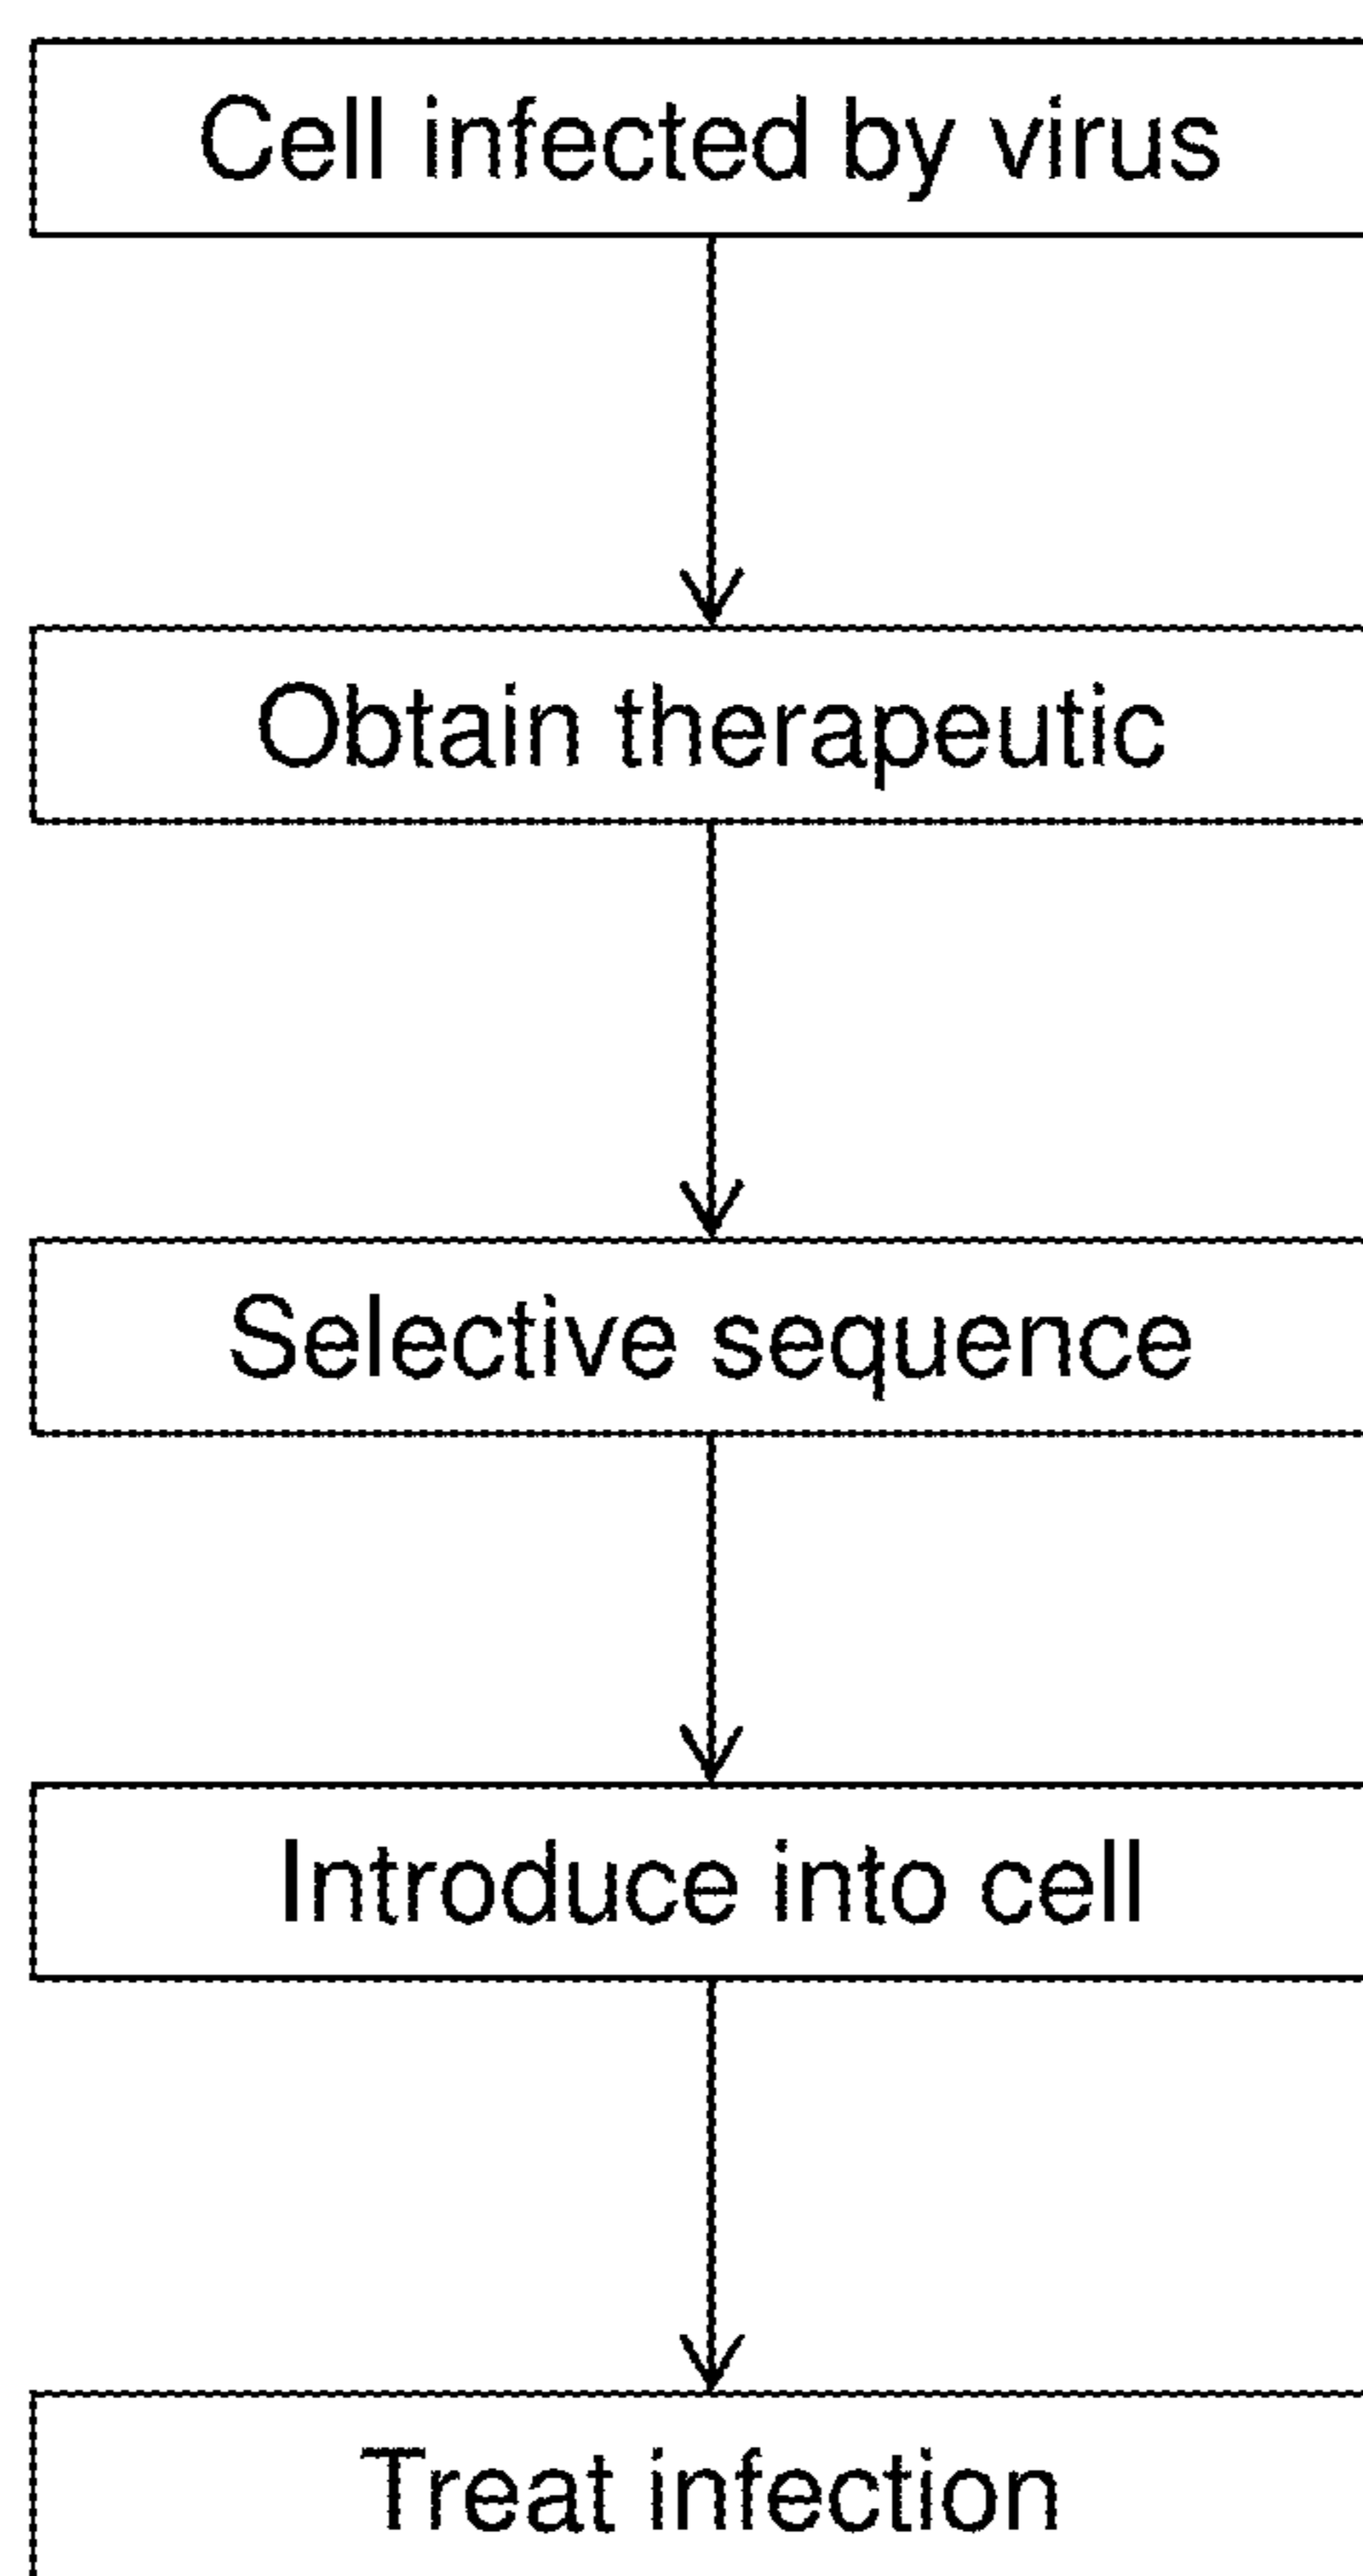 Cell infected by virus
Obtain therapeutic
Selective sequence
Introduce into cell
Treat infection